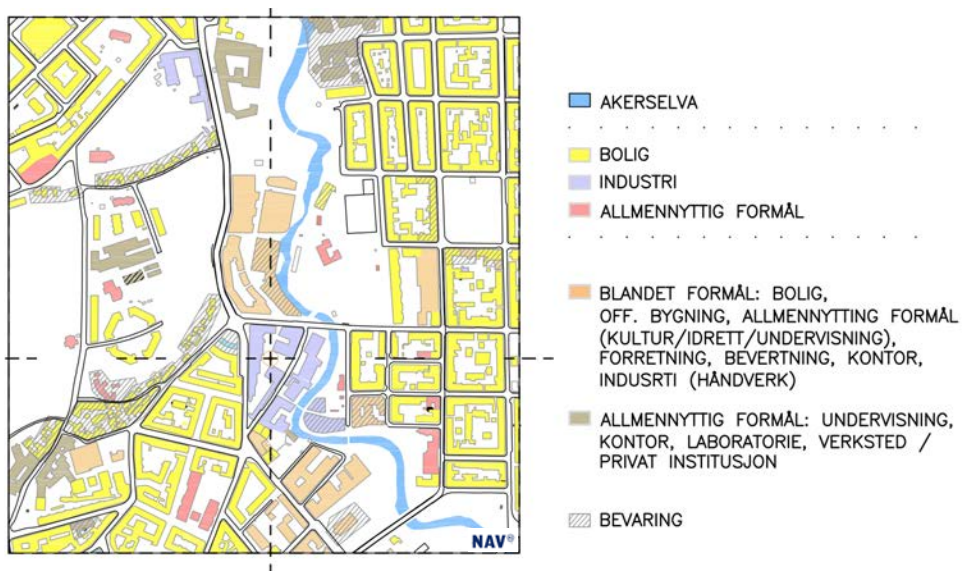 AKERSELVA
BOLIG
INDUSTRI
ALLMENNYTTIG FORMÅL
BLANDET FORMÅL: BOLIG,
OFF. BYGNING, ALLMENNYTTING FORMÅL
(KULTUR/IDRETT/UNDERVISNING),
FORRETNING, BEVERTNING, KONTOR,
INDUSRTI (HÅNDVERK)
ALLMENNYTTIG FORMÅL: UNDERVISNING,
KONTOR, LABORATORIE, VERKSTED /
PRIVAT INSTITUSJON
BEVARING
NAV